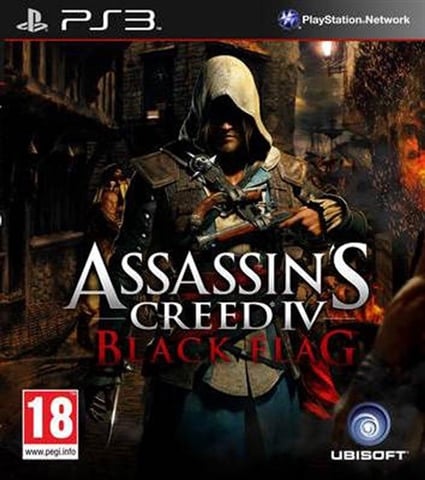 PS3
PlayStation®Network
ASSASSIN'S
CREED® IV
BLACK FLAG
18
www.pegi.info
UBISOFT®